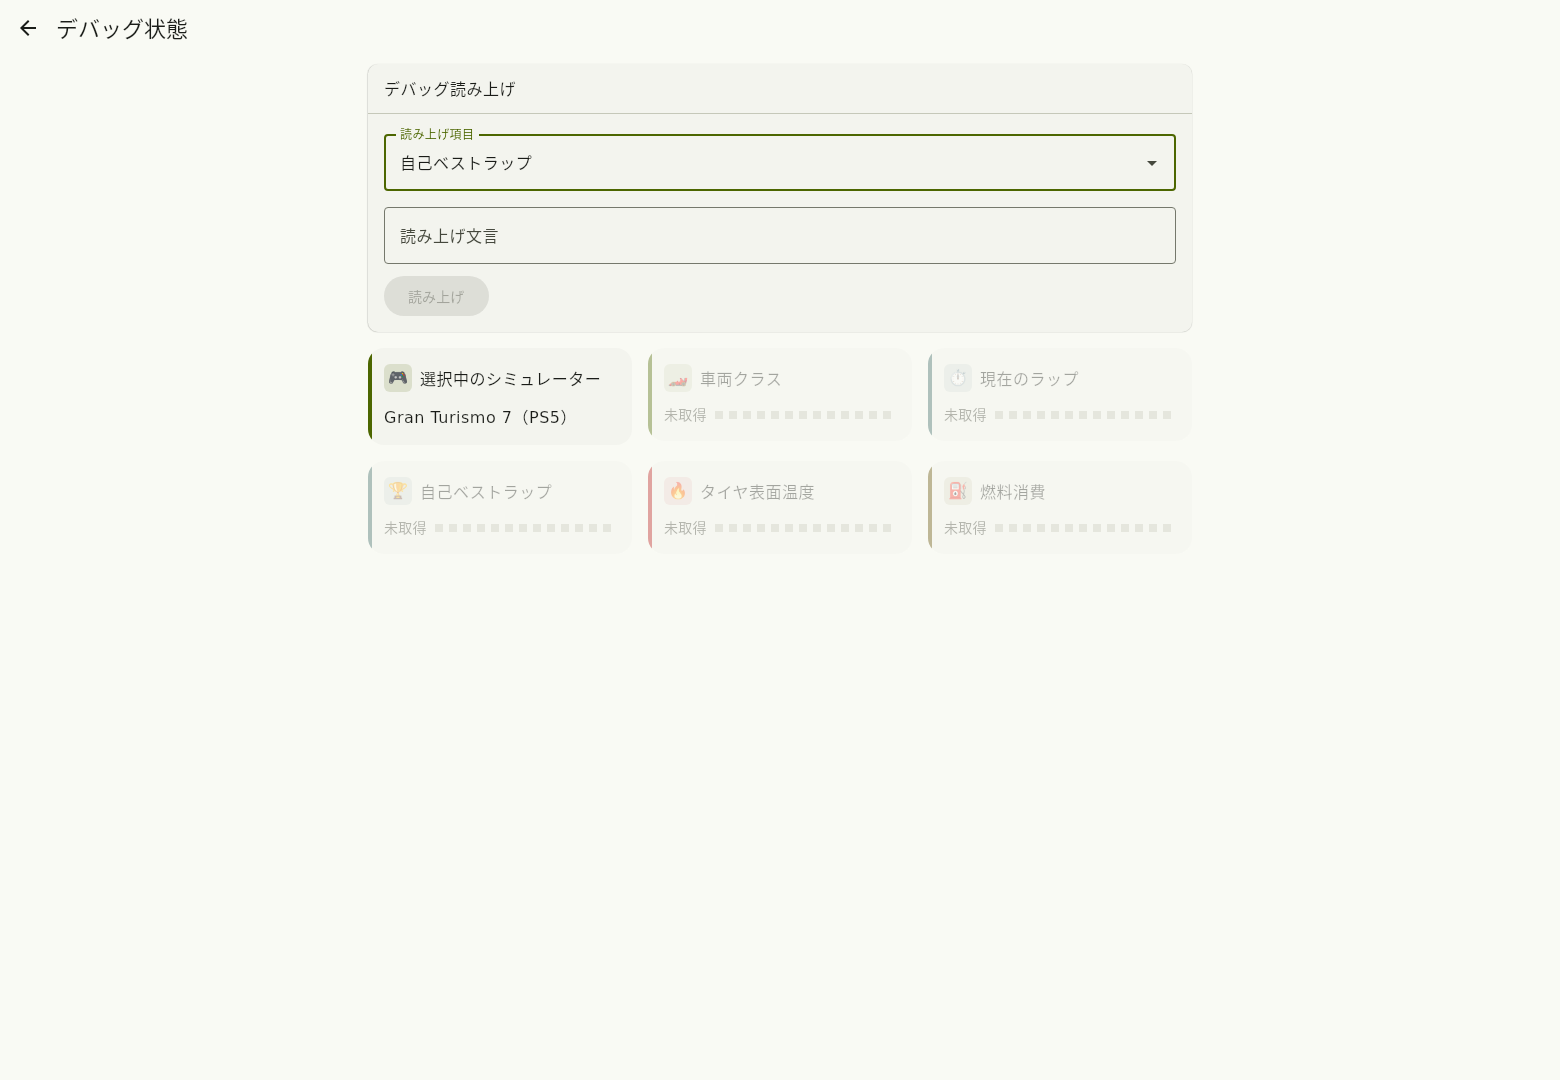 デバッグ状態
デバッグ読み上げ
読み上げ項目
自己ベストラップ
読み上げ文言
読み上げ
選択中のシミュレーター
Gran Turismo 7（PS5）
車両クラス
未取得
現在のラップ
未取得
自己ベストラップ
未取得
タイヤ表面温度
未取得
燃料消費
未取得